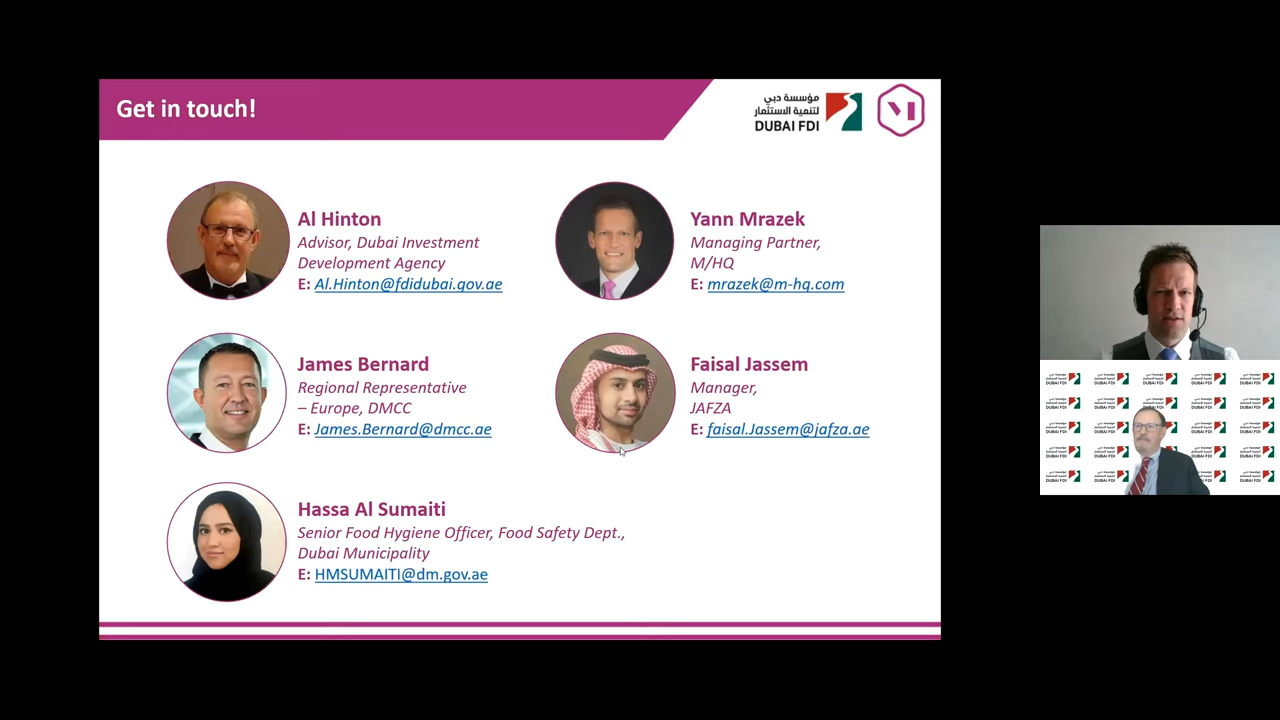 Get in touch!
مؤسسة دبي
لتنمية الاستثمار
DUBAI FDI
Al Hinton
Advisor, Dubai Investment
Development Agency
E: Al.Hinton@fdidubai.gov.ae
Yann Mrazek
Managing Partner,
M/HQ
E: mrazek@m-hq.com
James Bernard
Regional Representative
– Europe, DMCC
E: James.Bernard@dmcc.ae
Faisal Jassem
Manager,
JAFZA
E: faisal.Jassem@jafza.ae
Hassa Al Sumaiti
Senior Food Hygiene Officer, Food Safety Dept.,
Dubai Municipality
E: HMSUMAITI@dm.gov.ae
DUBAI FDI